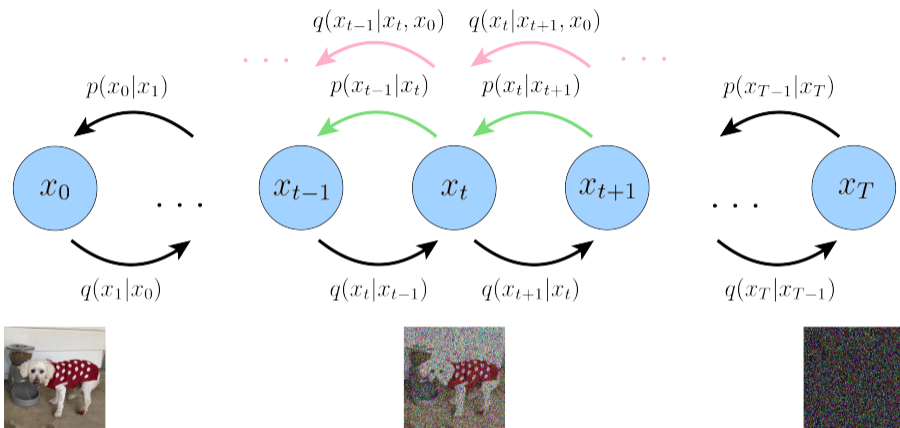 q(x_{t-1}|x_t, x_0) q(x_t|x_{t+1}, x_0)
. . . . . .
p(x_0|x_1) p(x_{t-1}|x_t) p(x_t|x_{t+1}) p(x_{T-1}|x_T)
x_0 . . . x_{t-1} x_t x_{t+1} . . . x_T
q(x_1|x_0) q(x_t|x_{t-1}) q(x_{t+1}|x_t) q(x_T|x_{T-1})